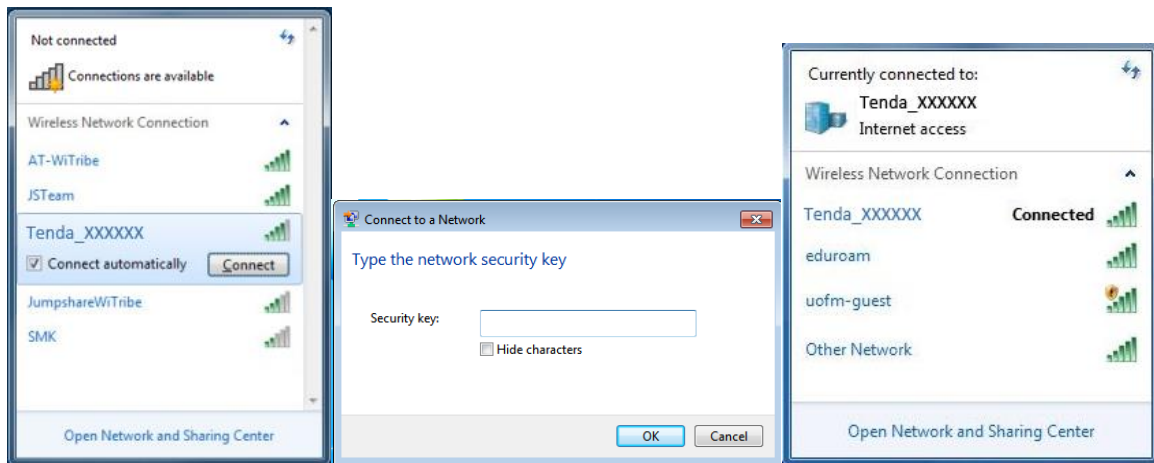 Not connected
Connections are available
Wireless Network Connection
AT-WiTribe
JSTeam
Tenda_XXXXXX
Connect automatically Connect
JumpshareWiTribe
SMK
Open Network and Sharing Center
Connect to a Network
Type the network security key
Security key:
Hide characters
OK Cancel
Currently connected to:
Tenda_XXXXXX
Internet access
Wireless Network Connection
Tenda_XXXXXX Connected
eduroam
uofm-guest
Other Network
Open Network and Sharing Center